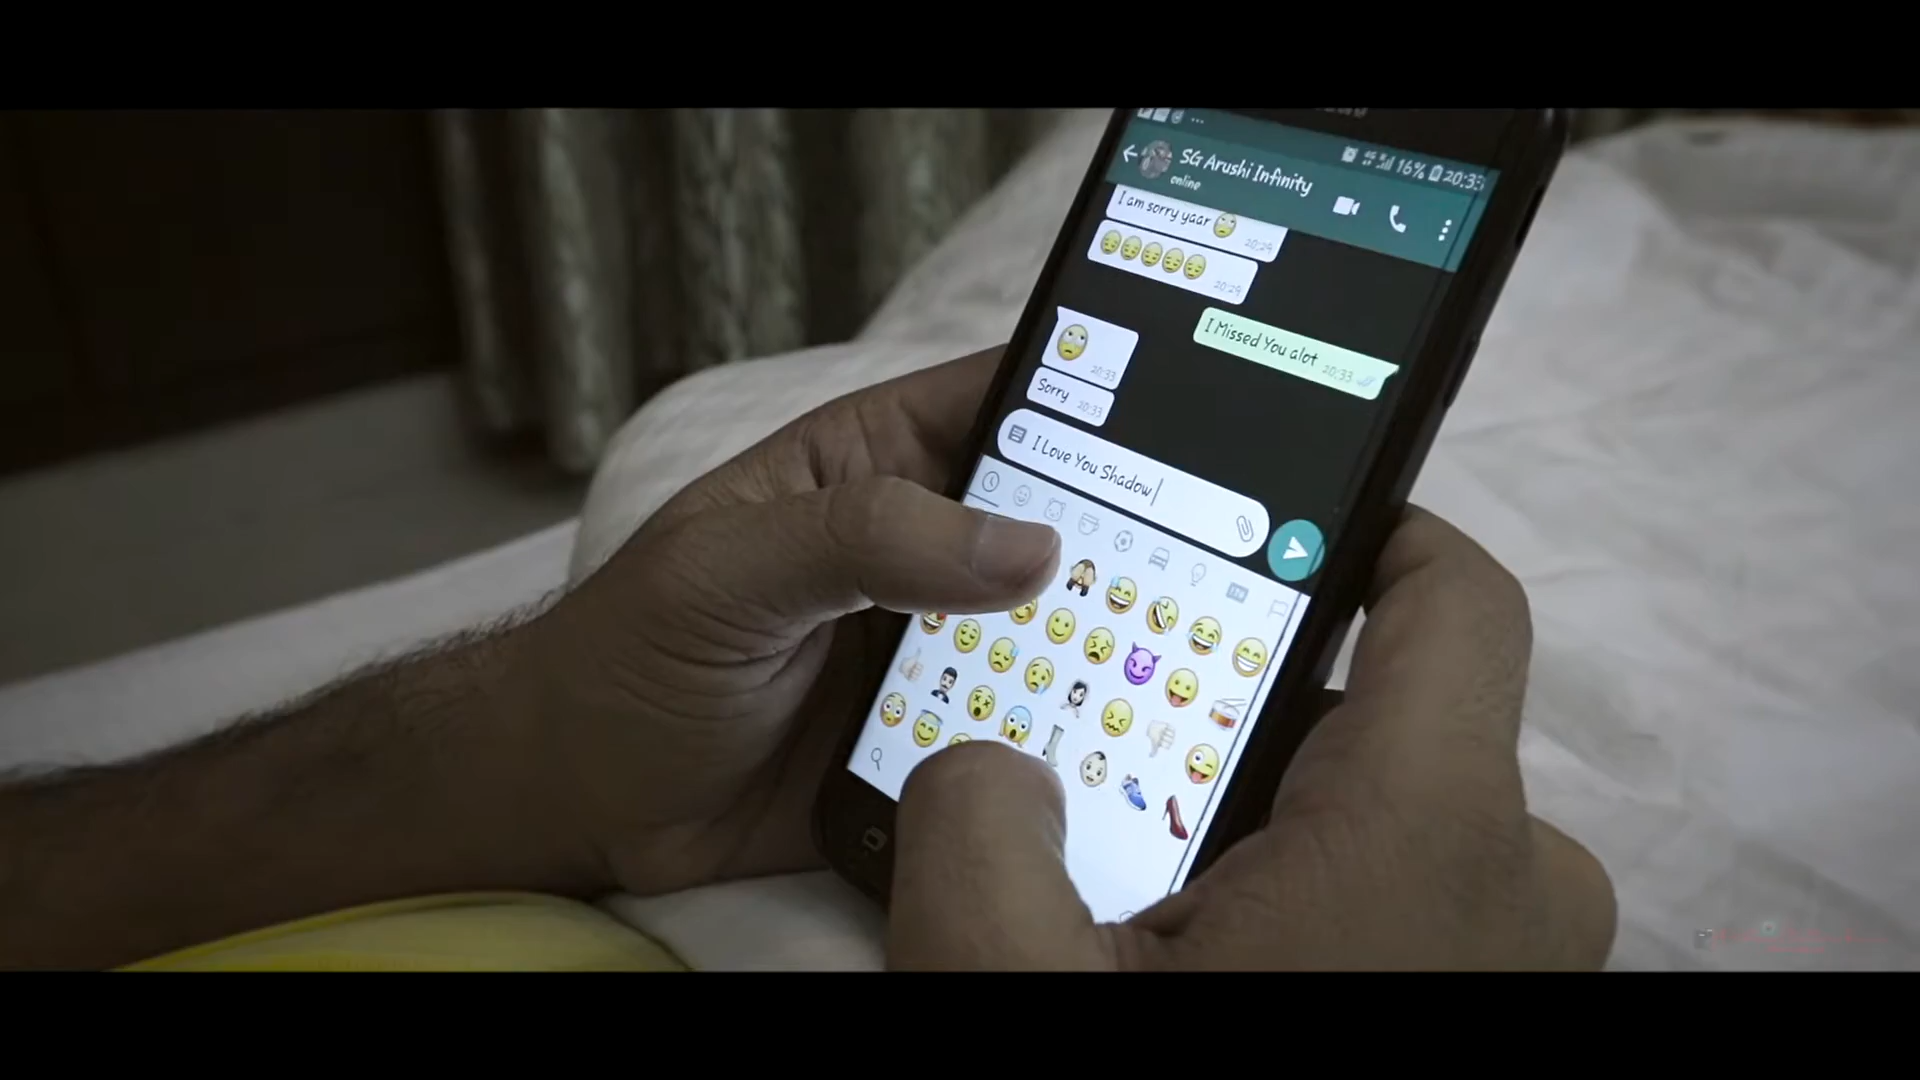 16% 20:33
SG Arushi Infinity
online
I am sorry yaar 🙄 20:29
😔😔😔😔😔 20:29
I Missed You alot 20:33
🙄 20:33
Sorry 20:33
I Love You Shadow